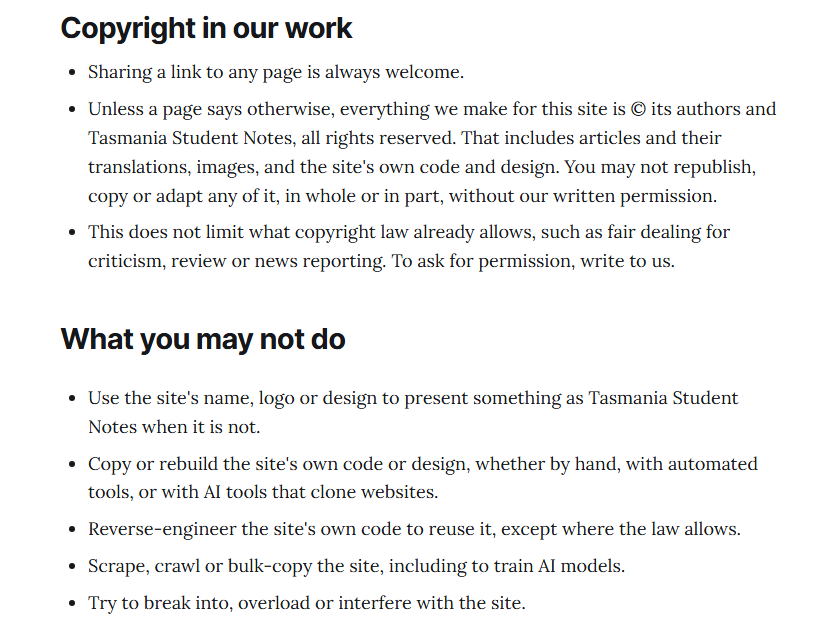 Copyright in our work
• Sharing a link to any page is always welcome.
• Unless a page says otherwise, everything we make for this site is © its authors and
Tasmania Student Notes, all rights reserved. That includes articles and their
translations, images, and the site's own code and design. You may not republish,
copy or adapt any of it, in whole or in part, without our written permission.
• This does not limit what copyright law already allows, such as fair dealing for
criticism, review or news reporting. To ask for permission, write to us.
What you may not do
• Use the site's name, logo or design to present something as Tasmania Student
Notes when it is not.
• Copy or rebuild the site's own code or design, whether by hand, with automated
tools, or with AI tools that clone websites.
• Reverse-engineer the site's own code to reuse it, except where the law allows.
• Scrape, crawl or bulk-copy the site, including to train AI models.
• Try to break into, overload or interfere with the site.